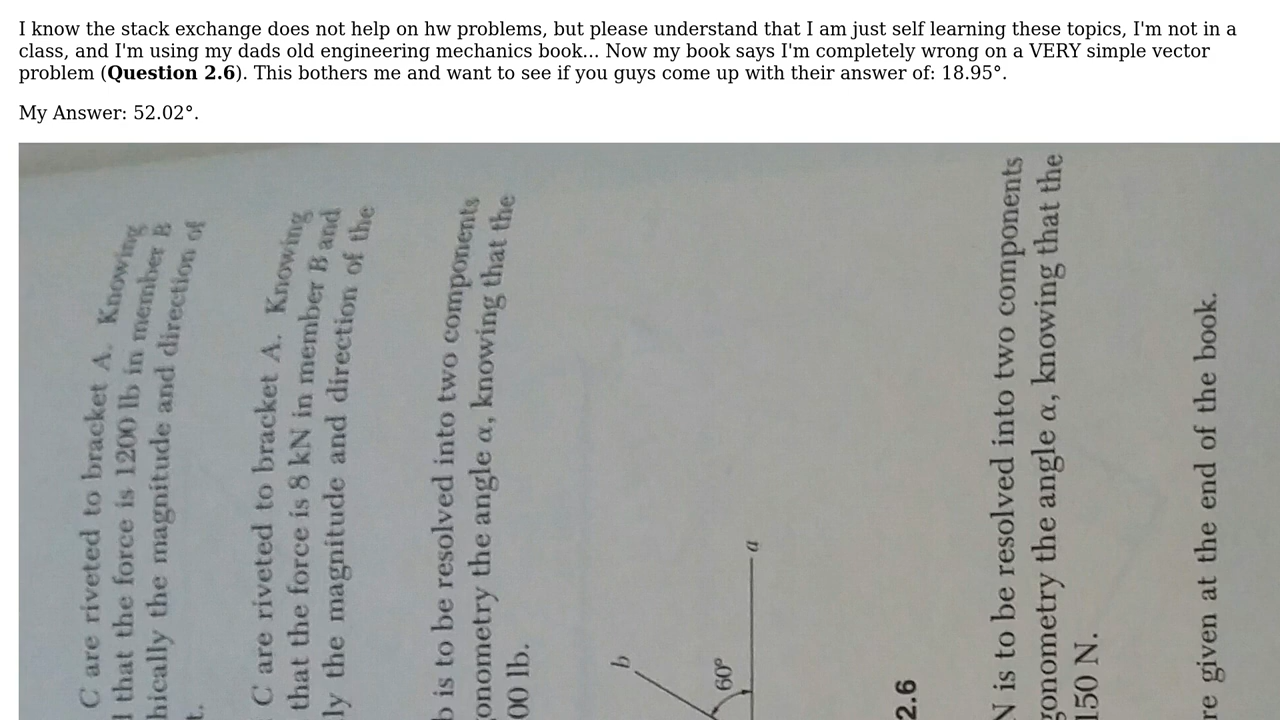 I know the stack exchange does not help on hw problems, but please understand that I am just self learning these topics, I'm not in a
class, and I'm using my dads old engineering mechanics book... Now my book says I'm completely wrong on a VERY simple vector
problem (Question 2.6). This bothers me and want to see if you guys come up with their answer of: 18.95°.
My Answer: 52.02°.
C are riveted to bracket A. Knowing
that the force is 1200 lb in member B
hically the magnitude and direction of
t.
C are riveted to bracket A. Knowing
that the force is 8 kN in member B and
ly the magnitude and direction of the
b is to be resolved into two components
onometry the angle α, knowing that the
00 lb.
b
60°
a
2.6
N is to be resolved into two components
gonometry the angle α, knowing that the
150 N.
re given at the end of the book.